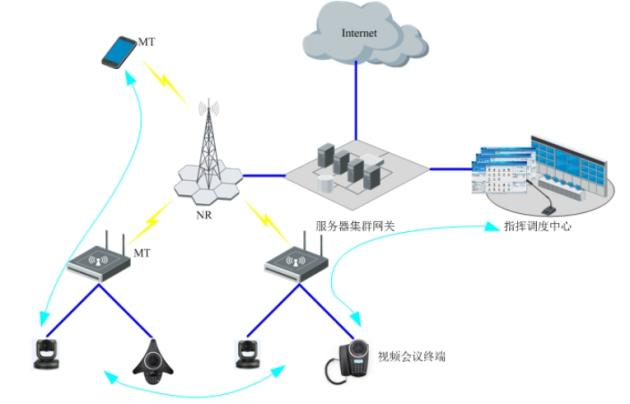 Internet
MT
NR
服务器集群网关
指挥调度中心
MT
视频会议终端